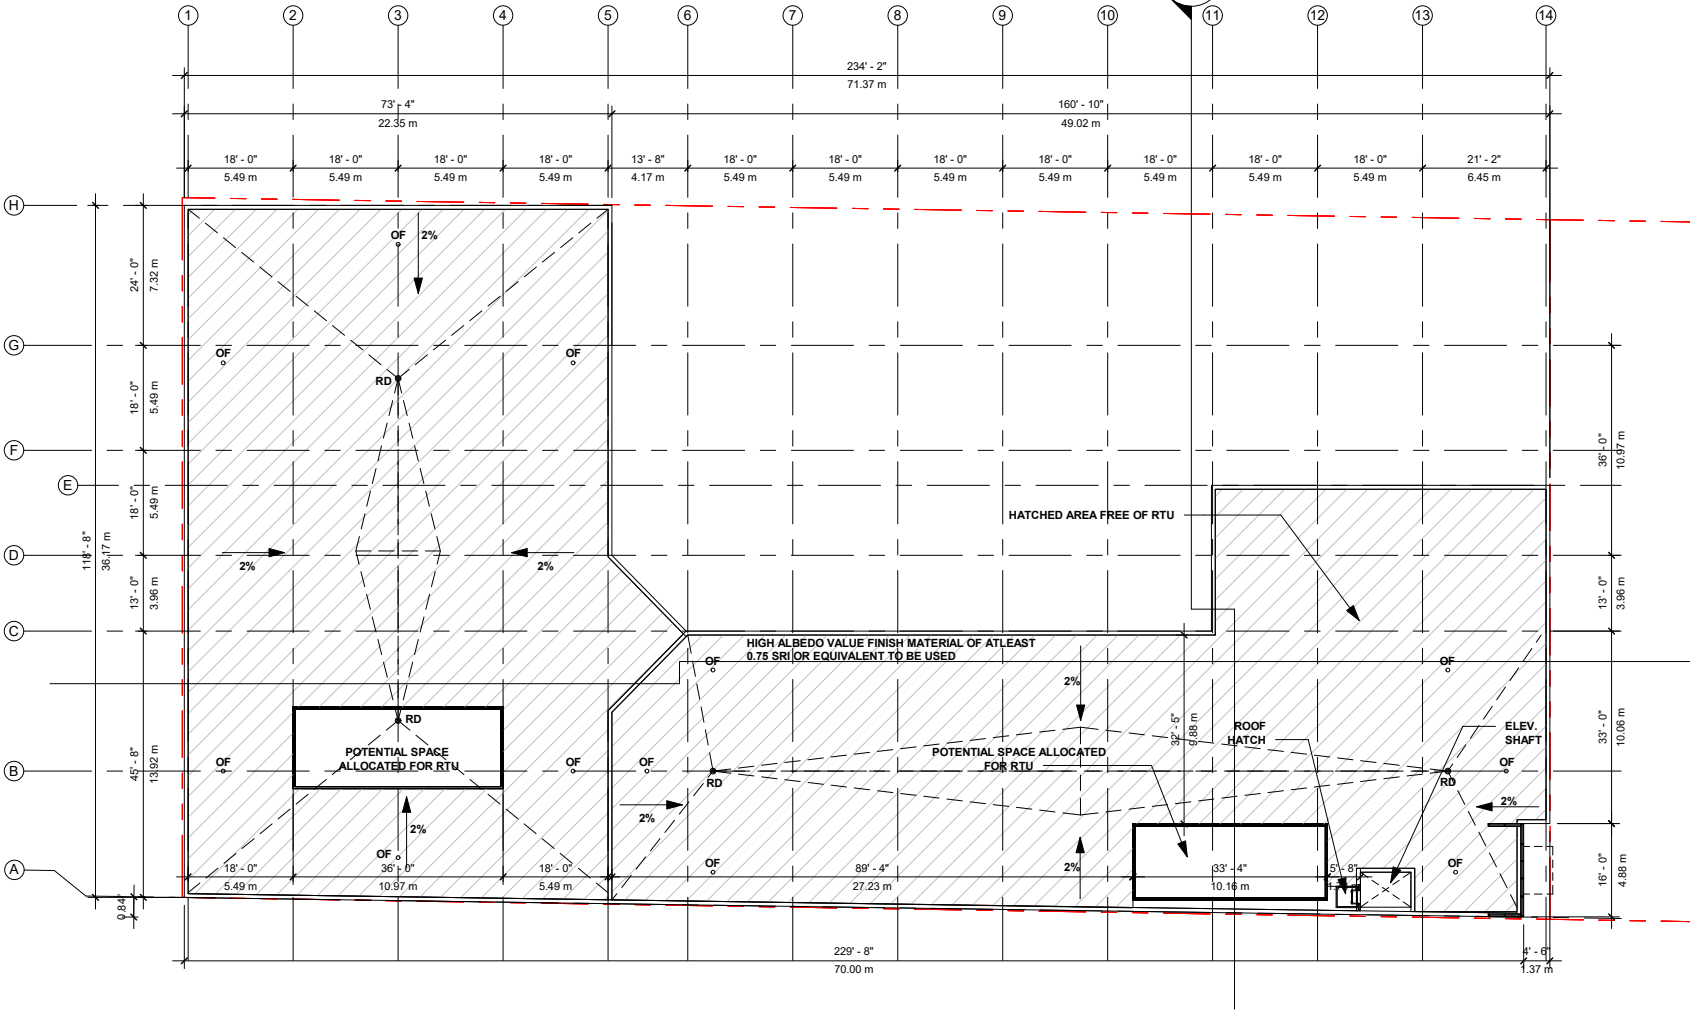 1 2 3 4 5 6 7 8 9 10 11 12 13 14
234' - 2"
71.37 m
73' - 4" 160' - 10"
22.35 m 49.02 m
18' - 0" 18' - 0" 18' - 0" 18' - 0" 13' - 8" 18' - 0" 18' - 0" 18' - 0" 18' - 0" 18' - 0" 18' - 0" 18' - 0" 21' - 2"
5.49 m 5.49 m 5.49 m 5.49 m 4.17 m 5.49 m 5.49 m 5.49 m 5.49 m 5.49 m 5.49 m 5.49 m 6.45 m
H
OF 2%
24' - 0"
7.32 m
G
OF OF
RD
18' - 0"
5.49 m
36' - 0"
10.97 m
F
E
18' - 0"
5.49 m
HATCHED AREA FREE OF RTU
118' - 8"
36.17 m
D
2% 2%
13' - 0"
3.96 m
13' - 0"
3.96 m
C
HIGH ALBEDO VALUE FINISH MATERIAL OF ATLEAST
0.75 SRI OR EQUIVALENT TO BE USED
OF OF
2%
32' - 5"
9.88 m
33' - 0"
10.06 m
RD
ROOF
HATCH
ELEV.
SHAFT
POTENTIAL SPACE
ALLOCATED FOR RTU
POTENTIAL SPACE ALLOCATED
FOR RTU
45' - 8"
13.92 m
B
OF OF OF OF
RD RD
2% 2%
2%
OF OF OF
2%
A
18' - 0" 36' - 0" 18' - 0" 89' - 4" 33' - 4" 5' - 8"
5.49 m 10.97 m 5.49 m 27.23 m 10.16 m
16' - 0"
4.88 m
0.84'
229' - 8" 4' - 6"
70.00 m 1.37 m